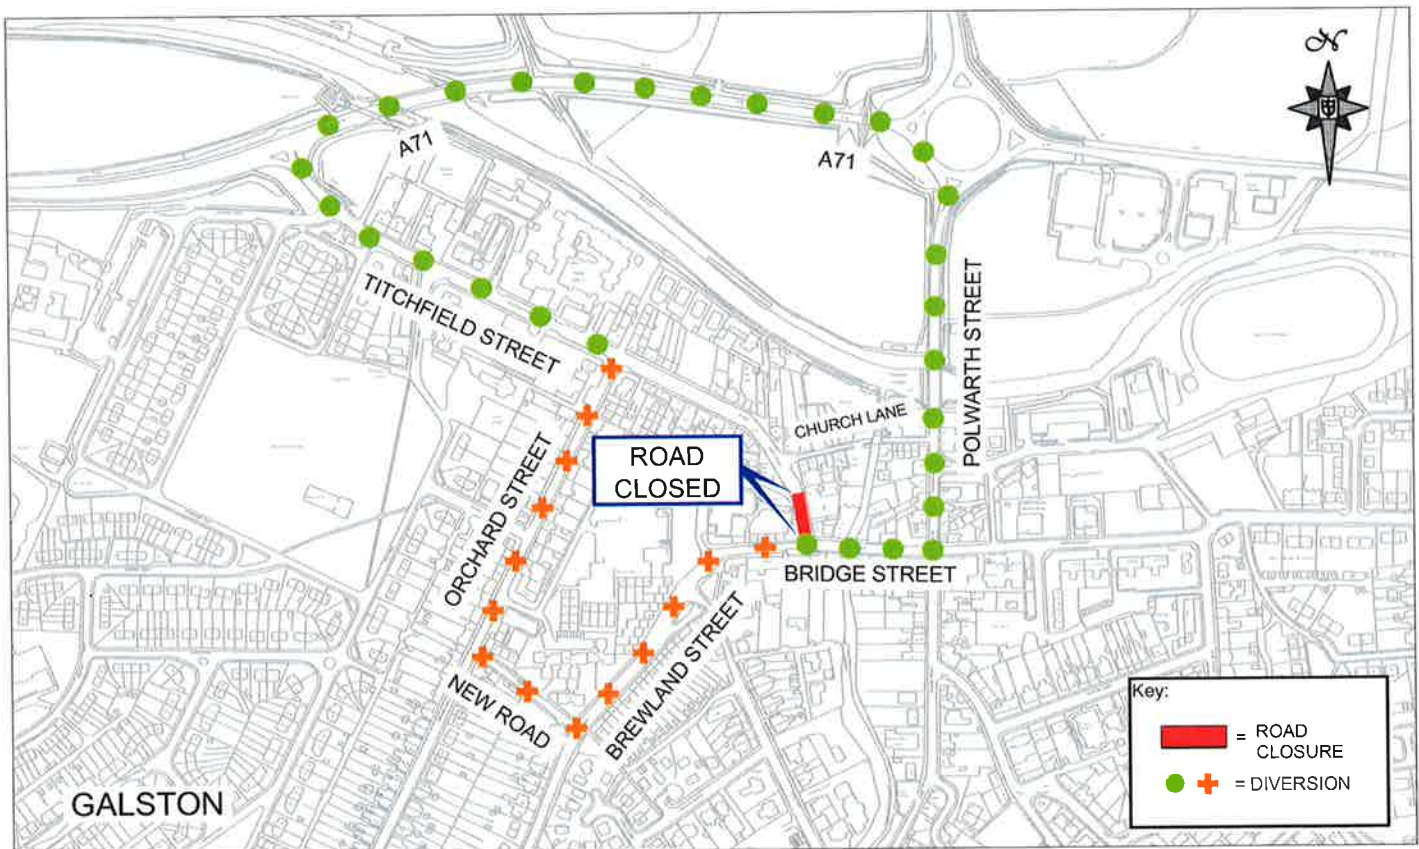 N
A71
A71
TITCHFIELD STREET
POLWARTH STREET
CHURCH LANE
ROAD
CLOSED
ORCHARD STREET
BRIDGE STREET
NEW ROAD
BREWLAND STREET
GALSTON
Key:
= ROAD
CLOSURE
= DIVERSION